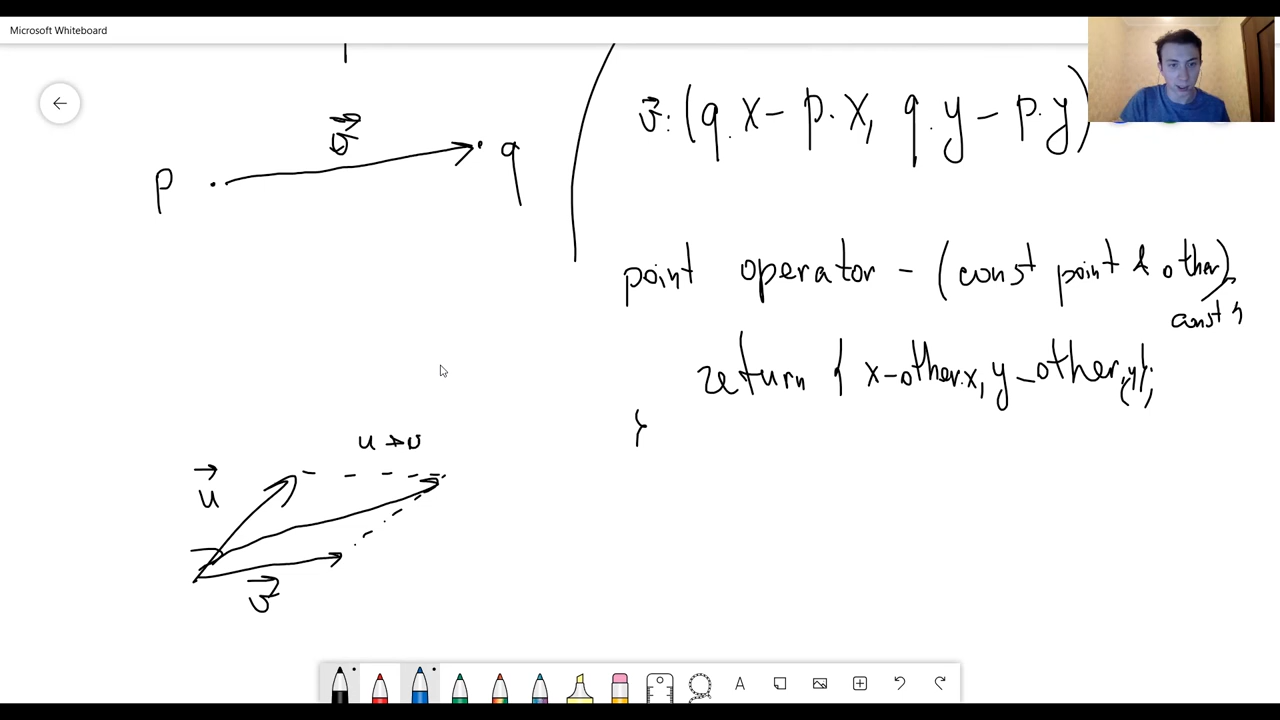 Microsoft Whiteboard
v
p
q
v: (q.x - p.x, q.y - p.y)
point operator - (const point & other)
const {
return { x-other.x, y-other.y};
}
u+v
u
v
A